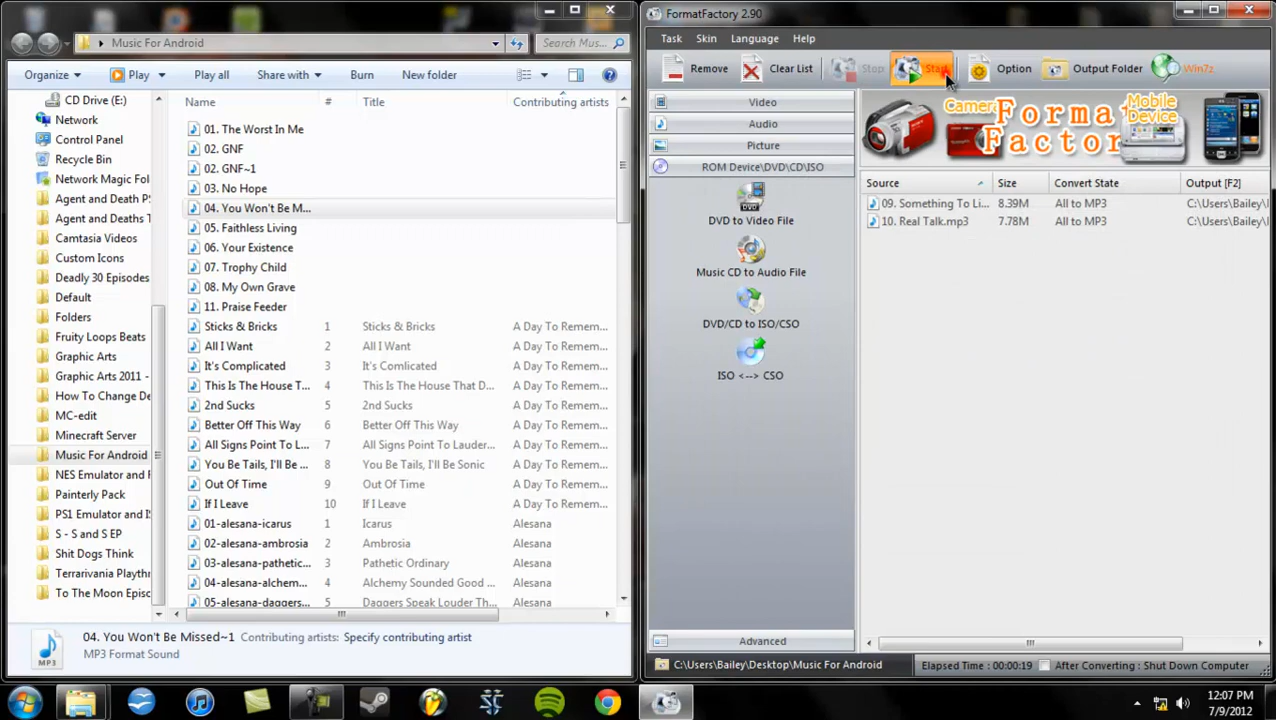 Music For Android
Search Mus...
Organize
Play
Play all
Share with
Burn
New folder
CD Drive (E:)
Network
Control Panel
Recycle Bin
Network Magic Fol
Agent and Death P
Agent and Deaths T
Camtasia Videos
Custom Icons
Deadly 30 Episodes
Default
Folders
Fruity Loops Beats
Graphic Arts
Graphic Arts 2011 -
How To Change De
MC-edit
Minecraft Server
Music For Android
NES Emulator and F
Painterly Pack
PS1 Emulator and IS
S - S and S EP
Shit Dogs Think
Terrarivania Playth
To The Moon Episc
Name # Title Contributing artists
01. The Worst In Me
02. GNF
02. GNF~1
03. No Hope
04. You Won't Be M...
05. Faithless Living
06. Your Existence
07. Trophy Child
08. My Own Grave
11. Praise Feeder
Sticks & Bricks 1 Sticks & Bricks A Day To Remem...
All I Want 2 All I Want A Day To Remem...
It's Complicated 3 It's Comlicated A Day To Remem...
This Is The House T... 4 This Is The House That D... A Day To Remem...
2nd Sucks 5 2nd Sucks A Day To Remem...
Better Off This Way 6 Better Off This Way A Day To Remem...
All Signs Point To L... 7 All Signs Point To Lauder... A Day To Remem...
You Be Tails, I'll Be ... 8 You Be Tails, I'll Be Sonic A Day To Remem...
Out Of Time 9 Out Of Time A Day To Remem...
If I Leave 10 If I Leave A Day To Remem...
01-alesana-icarus 1 Icarus Alesana
02-alesana-ambrosia 2 Ambrosia Alesana
03-alesana-pathetic... 3 Pathetic Ordinary Alesana
04-alesana-alchem... 4 Alchemy Sounded Good ... Alesana
05-alesana-daggers... 5 Daggers Speak Louder Th... Alesana
04. You Won't Be Missed~1 Contributing artists: Specify contributing artist
MP3 Format Sound
MP3
FormatFactory 2.90
Task Skin Language Help
Remove
Clear List
Stop
Start
Option
Output Folder
Win7z
Video
Audio
Picture
ROM Device\DVD\CD\ISO
DVD
DVD to Video File
Music CD to Audio File
DVD/CD to ISO/CSO
ISO <--> CSO
Advanced
Camera
Format
Factory
Mobile
Device
Source Size Convert State Output [F2]
09. Something To Li... 8.39M All to MP3 C:\Users\Bailey\I
10. Real Talk.mp3 7.78M All to MP3 C:\Users\Bailey\I
C:\Users\Bailey\Desktop\Music For Android
Elapsed Time : 00:00:19
After Converting : Shut Down Computer
12:07 PM
7/9/2012